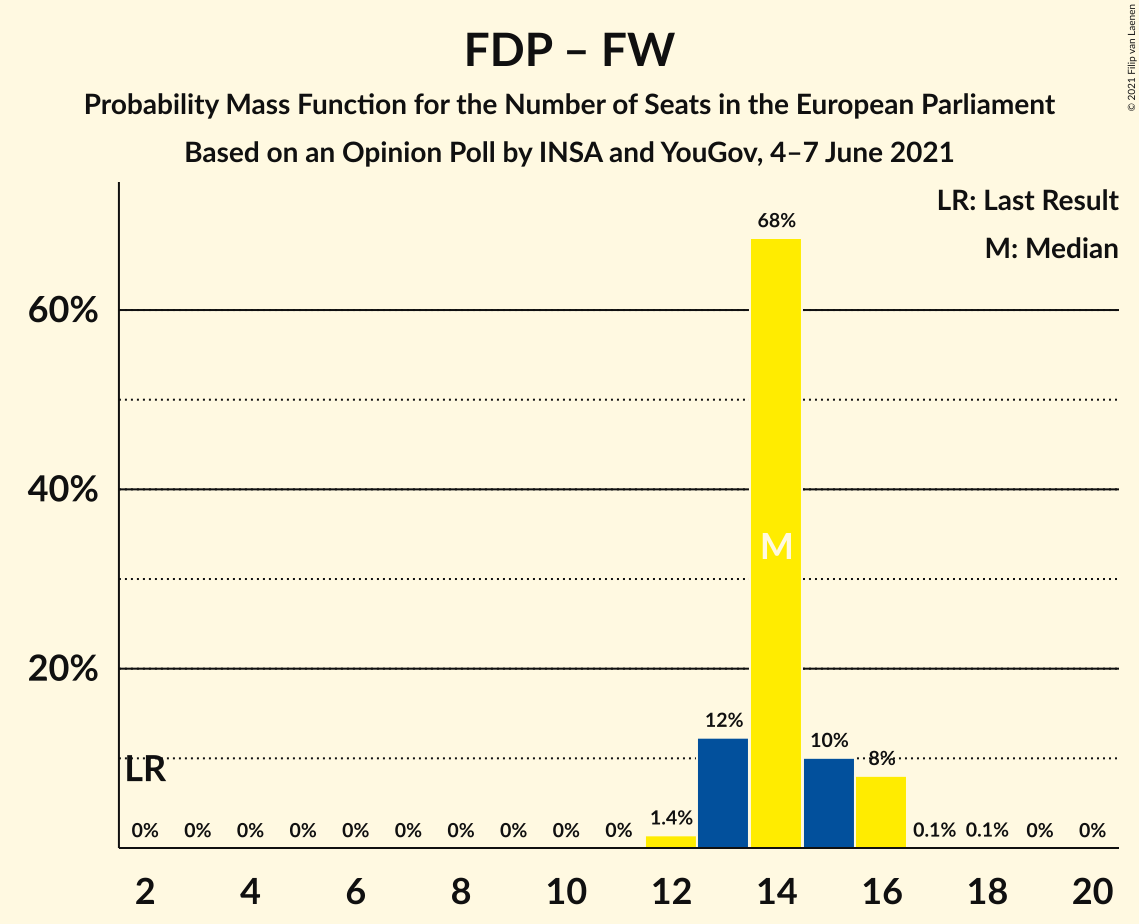 FDP – FW
Probability Mass Function for the Number of Seats in the European Parliament
Based on an Opinion Poll by INSA and YouGov, 4–7 June 2021
© 2021 Filip van Laenen
LR: Last Result
M: Median
68%
60%
40%
M
20%
12%
10%
8%
LR
1.4%
0% 0% 0% 0% 0% 0% 0% 0% 0% 0% 0.1% 0.1% 0% 0%
2 4 6 8 10 12 14 16 18 20